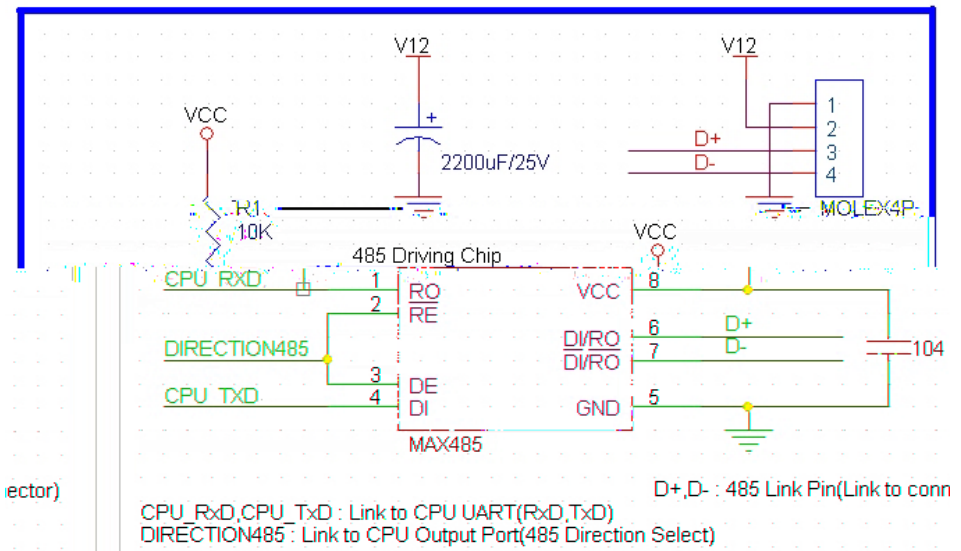 V12
V12
VCC
+
2200uF/25V
1
2
3
4
D+
D-
R1
10K
MOLEX4P
VCC
485 Driving Chip
CPU_RXD
1
RO
VCC
8
2
RE
DIRECTION485
DI/RO
6
D+
DI/RO
7
D-
104
3
DE
CPU_TXD
4
DI
GND
5
MAX485
ector)
D+,D- : 485 Link Pin(Link to conn
CPU_RxD,CPU_TxD : Link to CPU UART(RxD,TxD)
DIRECTION485 : Link to CPU Output Port(485 Direction Select)